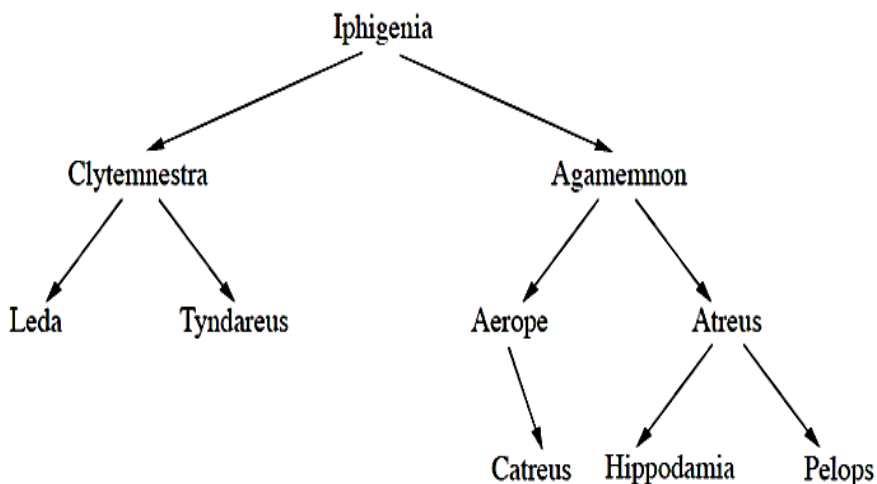 Iphigenia
Clytemnestra Agamemnon
Leda Tyndareus Aerope Atreus
Catreus Hippodamia Pelops